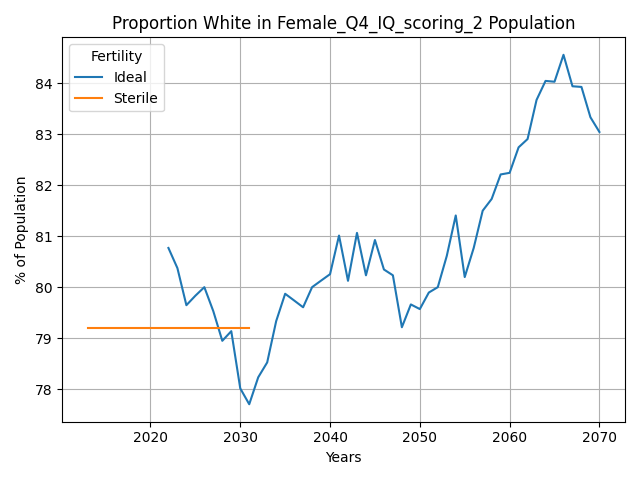 Proportion White in Female_Q4_IQ_scoring_2 Population
Fertility
Ideal
Sterile
% of Population
84
83
82
81
80
79
78
2020 2030 2040 2050 2060 2070
Years